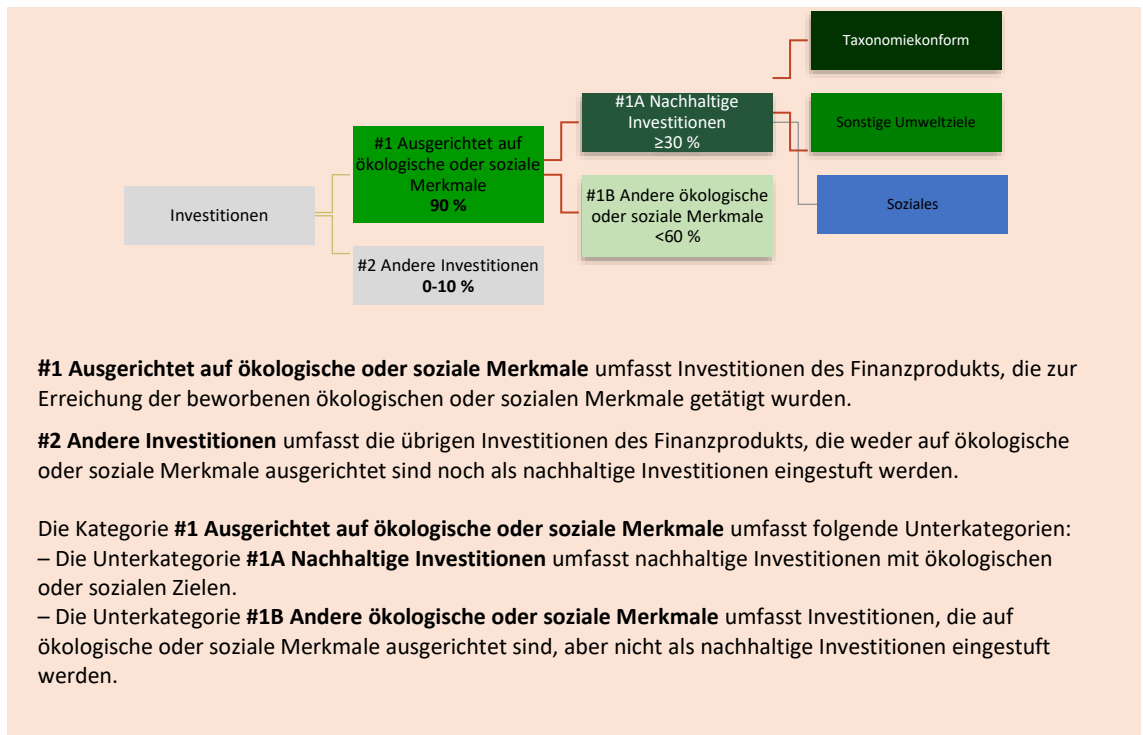 Taxonomiekonform
#1A Nachhaltige
Investitionen
≥30 %
Sonstige Umweltziele
#1 Ausgerichtet auf
ökologische oder soziale
Merkmale
90 %
#1B Andere ökologische
oder soziale Merkmale
<60 %
Soziales
Investitionen
#2 Andere Investitionen
0-10 %
#1 Ausgerichtet auf ökologische oder soziale Merkmale umfasst Investitionen des Finanzprodukts, die zur
Erreichung der beworbenen ökologischen oder sozialen Merkmale getätigt wurden.
#2 Andere Investitionen umfasst die übrigen Investitionen des Finanzprodukts, die weder auf ökologische
oder soziale Merkmale ausgerichtet sind noch als nachhaltige Investitionen eingestuft werden.
Die Kategorie #1 Ausgerichtet auf ökologische oder soziale Merkmale umfasst folgende Unterkategorien:
– Die Unterkategorie #1A Nachhaltige Investitionen umfasst nachhaltige Investitionen mit ökologischen
oder sozialen Zielen.
– Die Unterkategorie #1B Andere ökologische oder soziale Merkmale umfasst Investitionen, die auf
ökologische oder soziale Merkmale ausgerichtet sind, aber nicht als nachhaltige Investitionen eingestuft
werden.